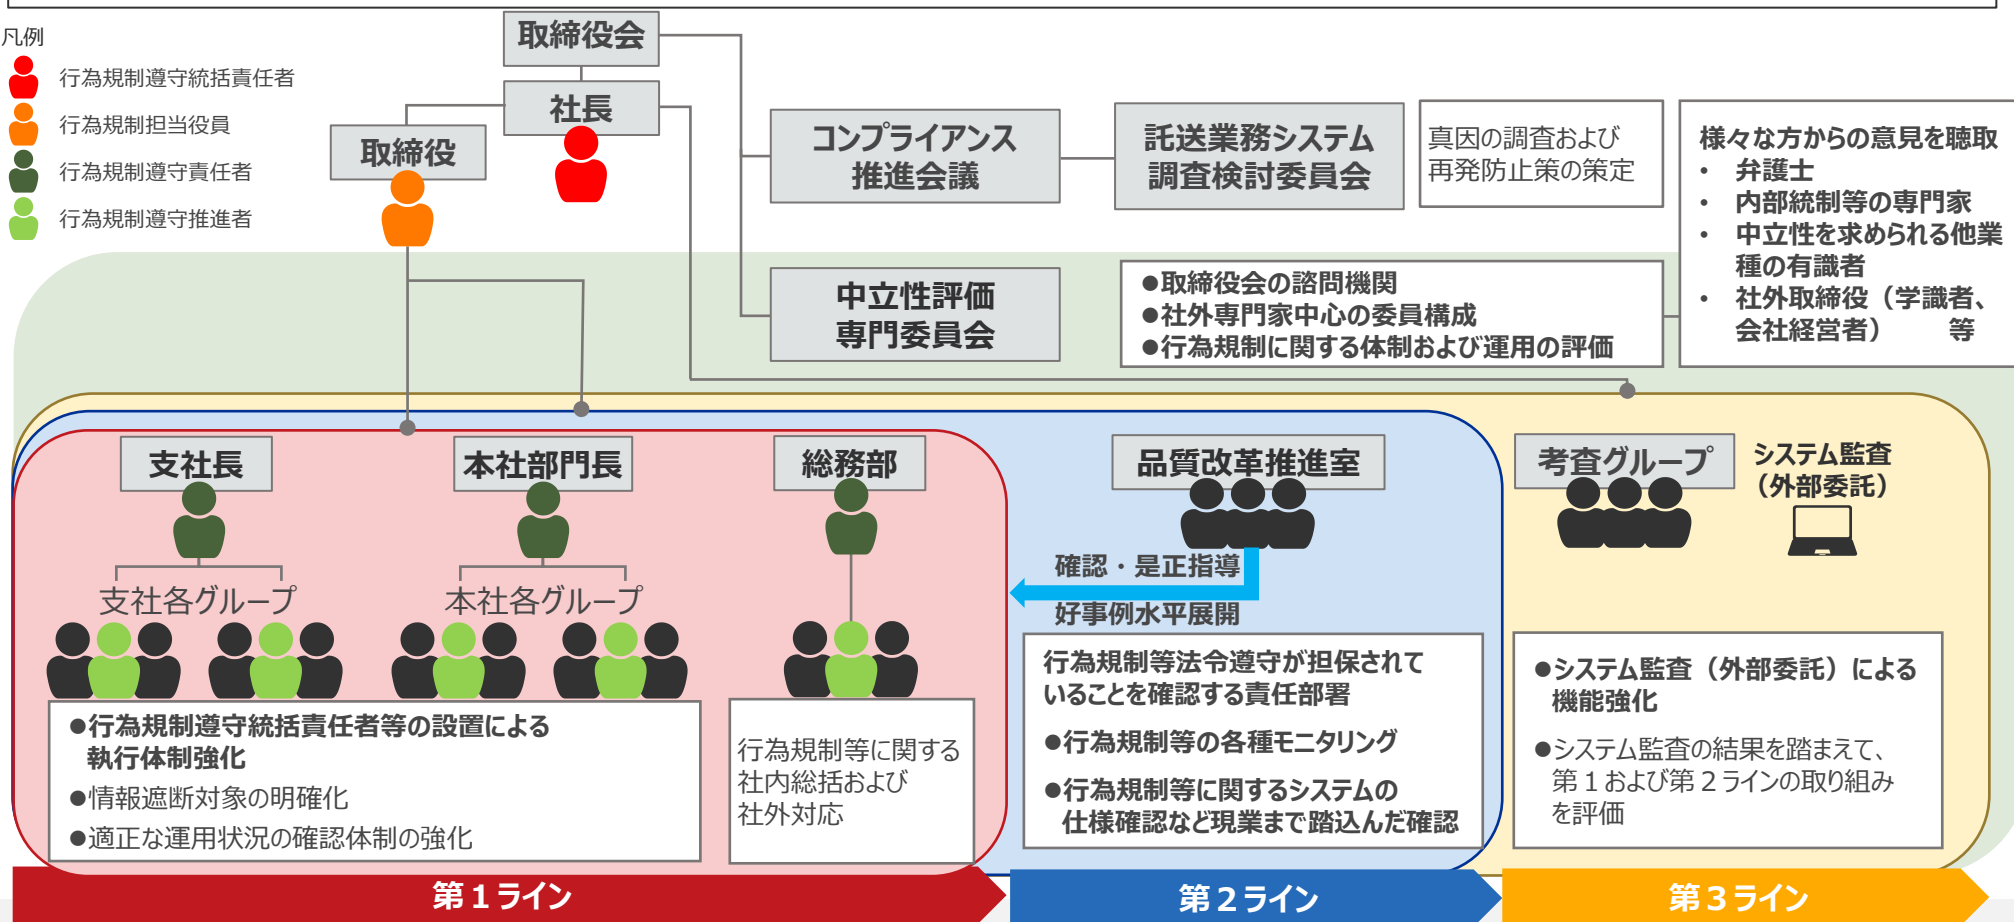 凡例
行為規制遵守統括責任者
行為規制担当役員
行為規制遵守責任者
行為規制遵守推進者
取締役会
社長
取締役
コンプライアンス
推進会議
託送業務システム
調査検討委員会
真因の調査および
再発防止策の策定
様々な方からの意見を聴取
• 弁護士
• 内部統制等の専門家
• 中立性を求められる他業
種の有識者
• 社外取締役（学識者、
会社経営者） 等
中立性評価
専門委員会
●取締役会の諮問機関
●社外専門家中心の委員構成
●行為規制に関する体制および運用の評価
支社長
本社部門長
総務部
品質改革推進室
考査グループ
システム監査
（外部委託）
支社各グループ
本社各グループ
確認・是正指導
好事例水平展開
●行為規制遵守統括責任者等の設置による
執行体制強化
●情報遮断対象の明確化
●適正な運用状況の確認体制の強化
行為規制等に関する
社内総括および
社外対応
行為規制等法令遵守が担保されて
いることを確認する責任部署
●行為規制等の各種モニタリング
●行為規制等に関するシステムの
仕様確認など現業まで踏込んだ確認
●システム監査（外部委託）による
機能強化
●システム監査の結果を踏まえて、
第１および第２ラインの取り組み
を評価
第１ライン
第２ライン
第３ライン